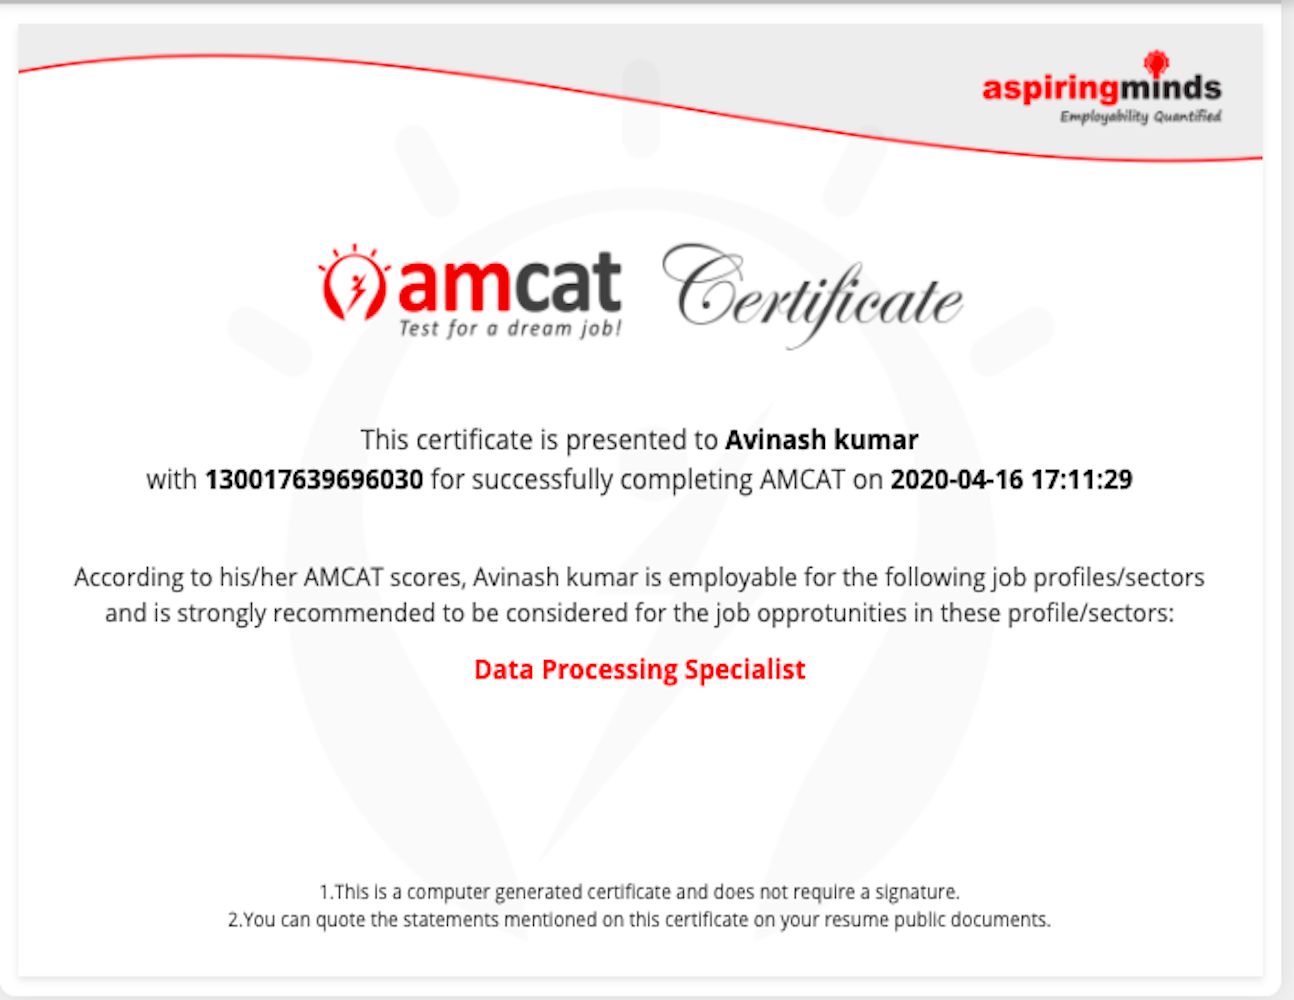 aspiringminds
Employability Quantified
amcat Certificate
Test for a dream job!
This certificate is presented to Avinash kumar
with 130017639696030 for successfully completing AMCAT on 2020-04-16 17:11:29
According to his/her AMCAT scores, Avinash kumar is employable for the following job profiles/sectors
and is strongly recommended to be considered for the job opprotunities in these profile/sectors:
Data Processing Specialist
1.This is a computer generated certificate and does not require a signature.
2.You can quote the statements mentioned on this certificate on your resume public documents.